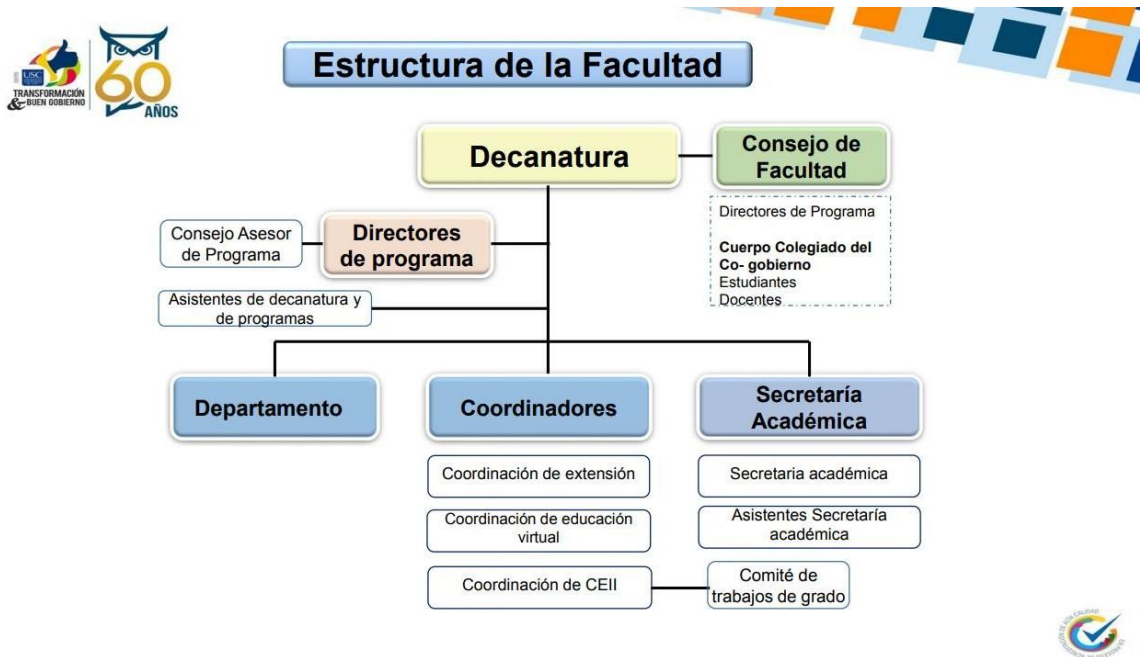 USC
TRANSFORMACIÓN
& BUEN GOBIERNO
60
AÑOS
Estructura de la Facultad
Decanatura
Consejo de
Facultad
Directores de Programa
Cuerpo Colegiado del
Co- gobierno
Estudiantes
Docentes
Consejo Asesor
de Programa
Directores
de programa
Asistentes de decanatura y
de programas
Departamento
Coordinadores
Secretaría
Académica
Coordinación de extensión
Secretaria académica
Coordinación de educación
virtual
Asistentes Secretaría
académica
Coordinación de CEII
Comité de
trabajos de grado